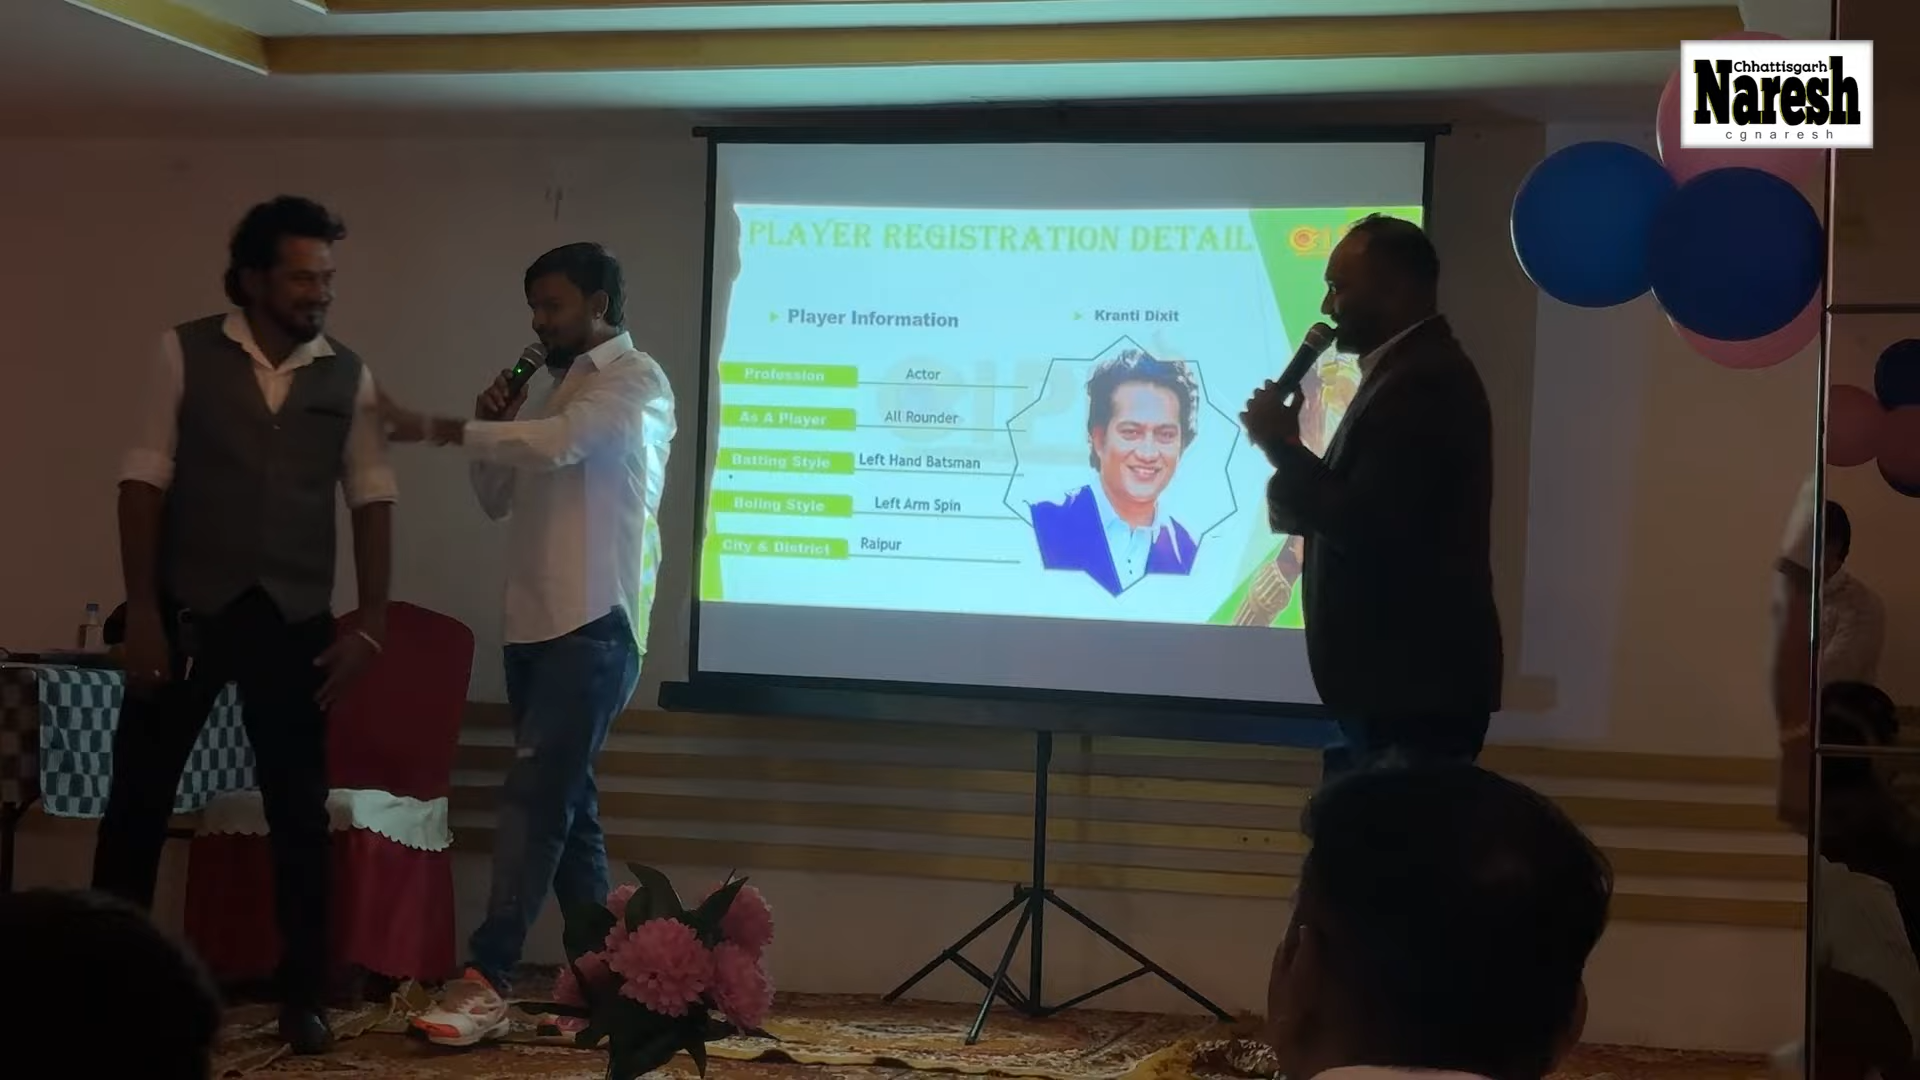 Chhattisgarh
Naresh
cgnaresh
PLAYER REGISTRATION DETAIL
Player Information
Kranti Dixit
Profession Actor
As A Player All Rounder
Batting Style Left Hand Batsman
Boling Style Left Arm Spin
City & District Raipur